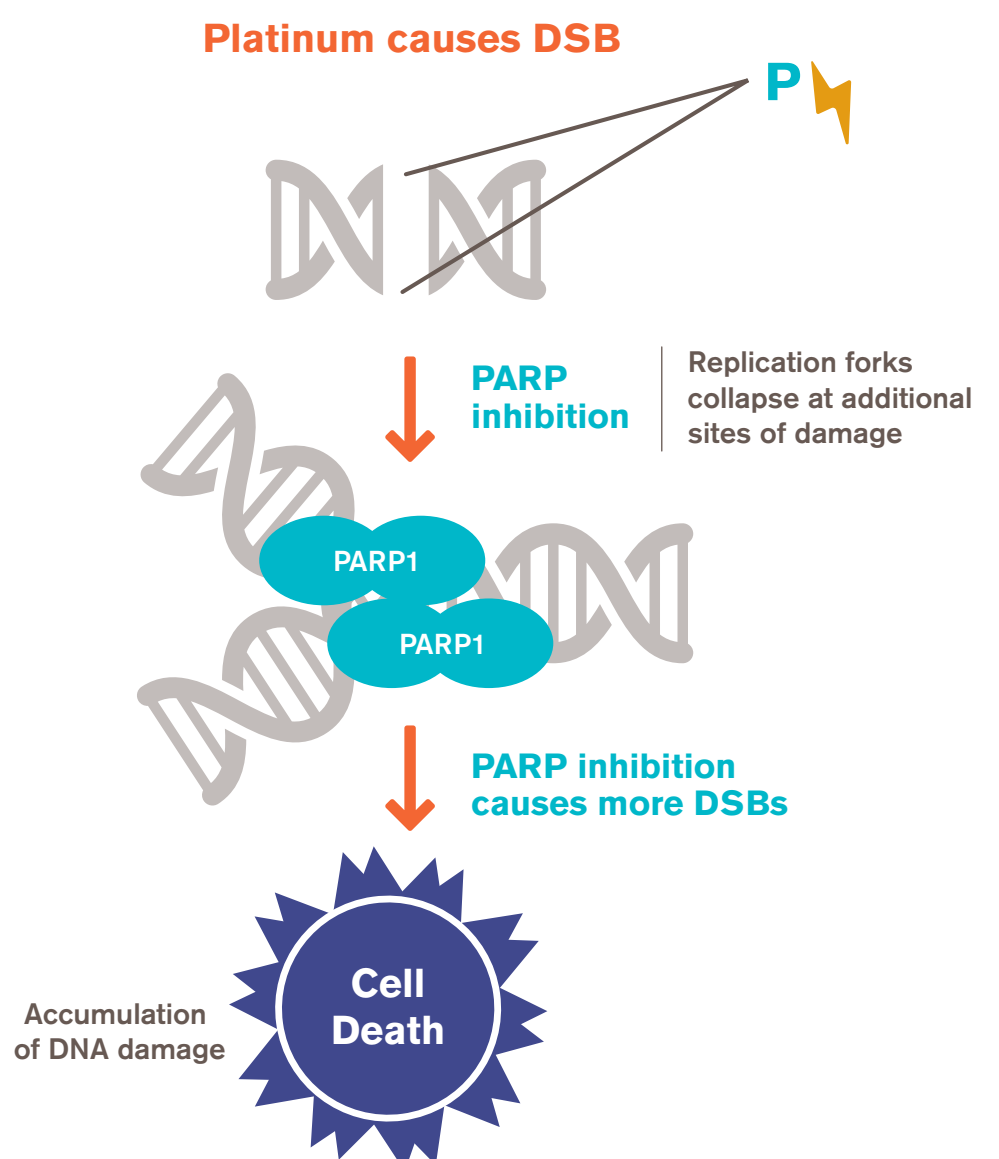 Platinum causes DSB
P
PARP
inhibition
Replication forks
collapse at additional
sites of damage
PARP1
PARP1
PARP inhibition
causes more DSBs
Cell
Death
Accumulation
of DNA damage